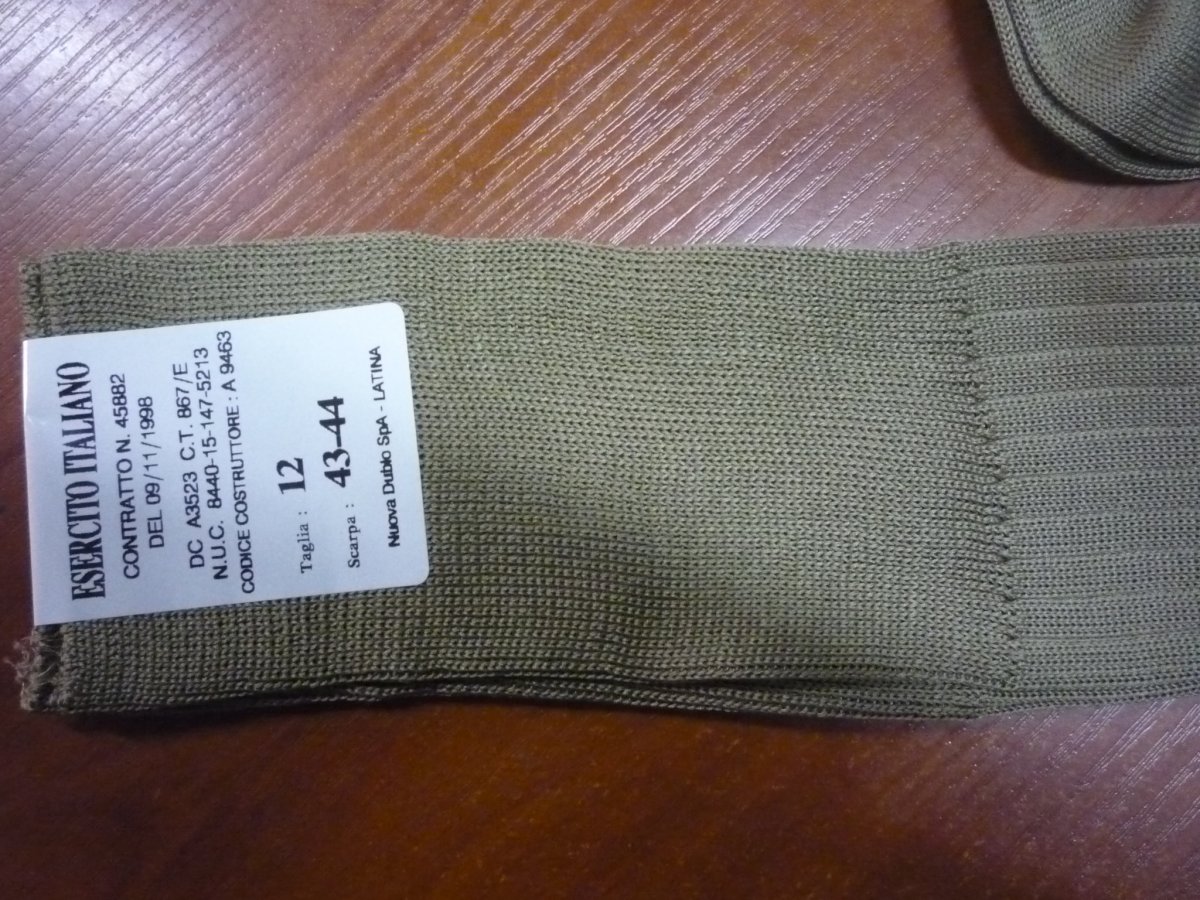 ESERCITO ITALIANO
CONTRATTO N. 45882
DEL 09/11/1998
DC A3523 C.T. 867/E
N.U.C. 8440-15-147-5213
CODICE COSTRUTTORE : A 9463
Taglia : 12
Scarpa : 43-44
Nuova Dublo SpA - LATINA